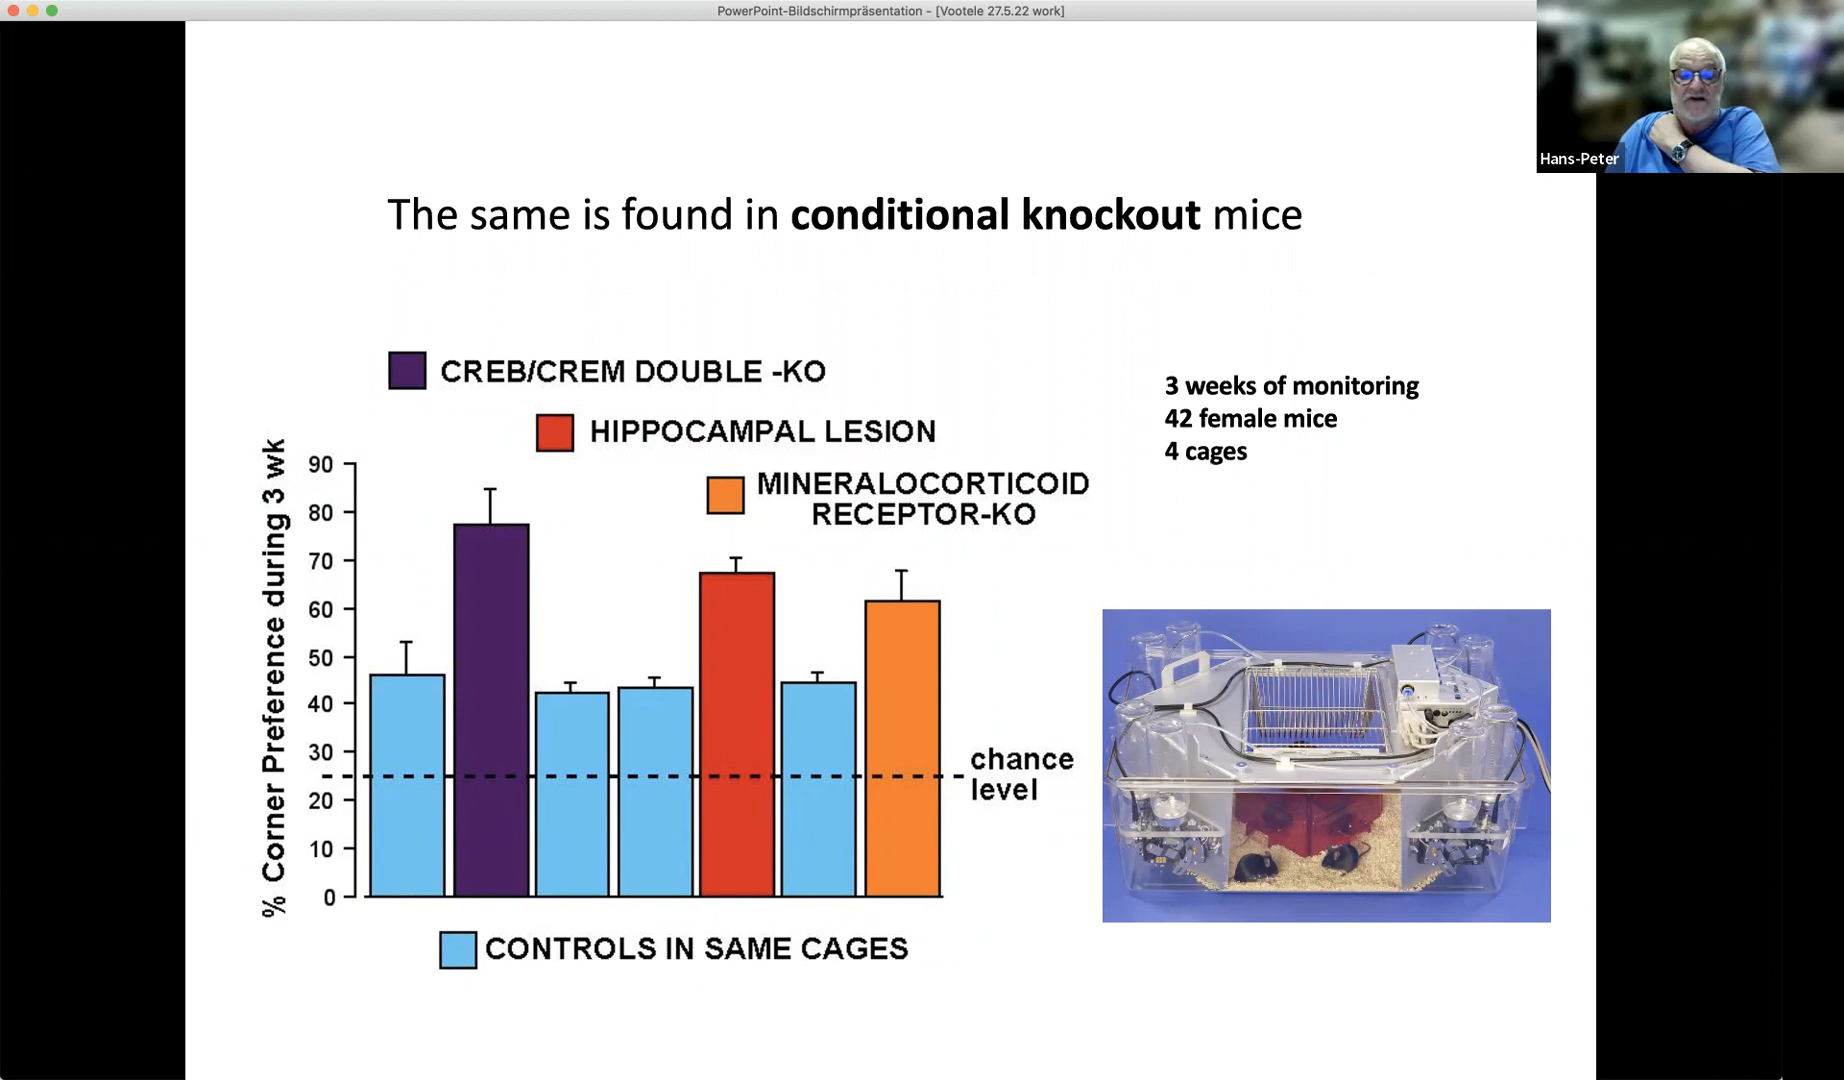 PowerPoint-Bildschirmpräsentation - [Vootele 27.5.22 work]
Hans-Peter
The same is found in conditional knockout mice
CREB/CREM DOUBLE -KO
HIPPOCAMPAL LESION
MINERALOCORTICOID
RECEPTOR-KO
3 weeks of monitoring
42 female mice
4 cages
% Corner Preference during 3 wk
90
80
70
60
50
40
30
20
10
0
chance
level
CONTROLS IN SAME CAGES